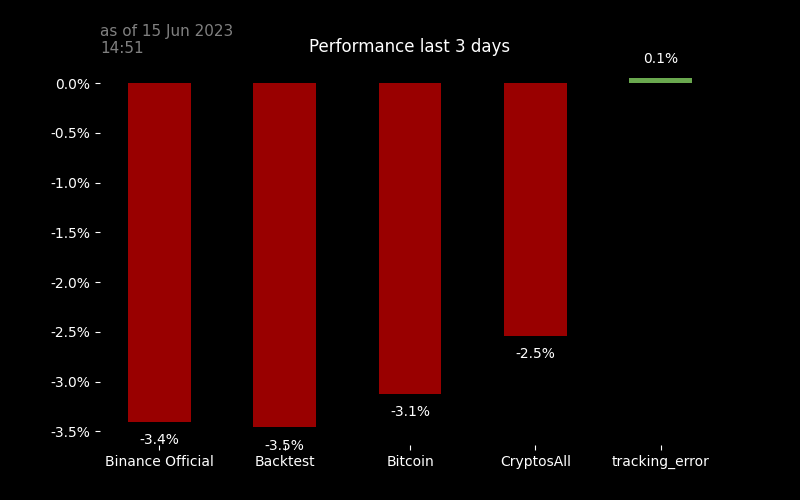 as of 15 Jun 2023
14:51
Performance last 3 days
0.1%
0.0%
-0.5%
-1.0%
-1.5%
-2.0%
-2.5%
-3.0%
-3.5%
-2.5%
-3.1%
-3.4%
-3.5%
Binance Official
Backtest
Bitcoin
CryptosAll
tracking_error